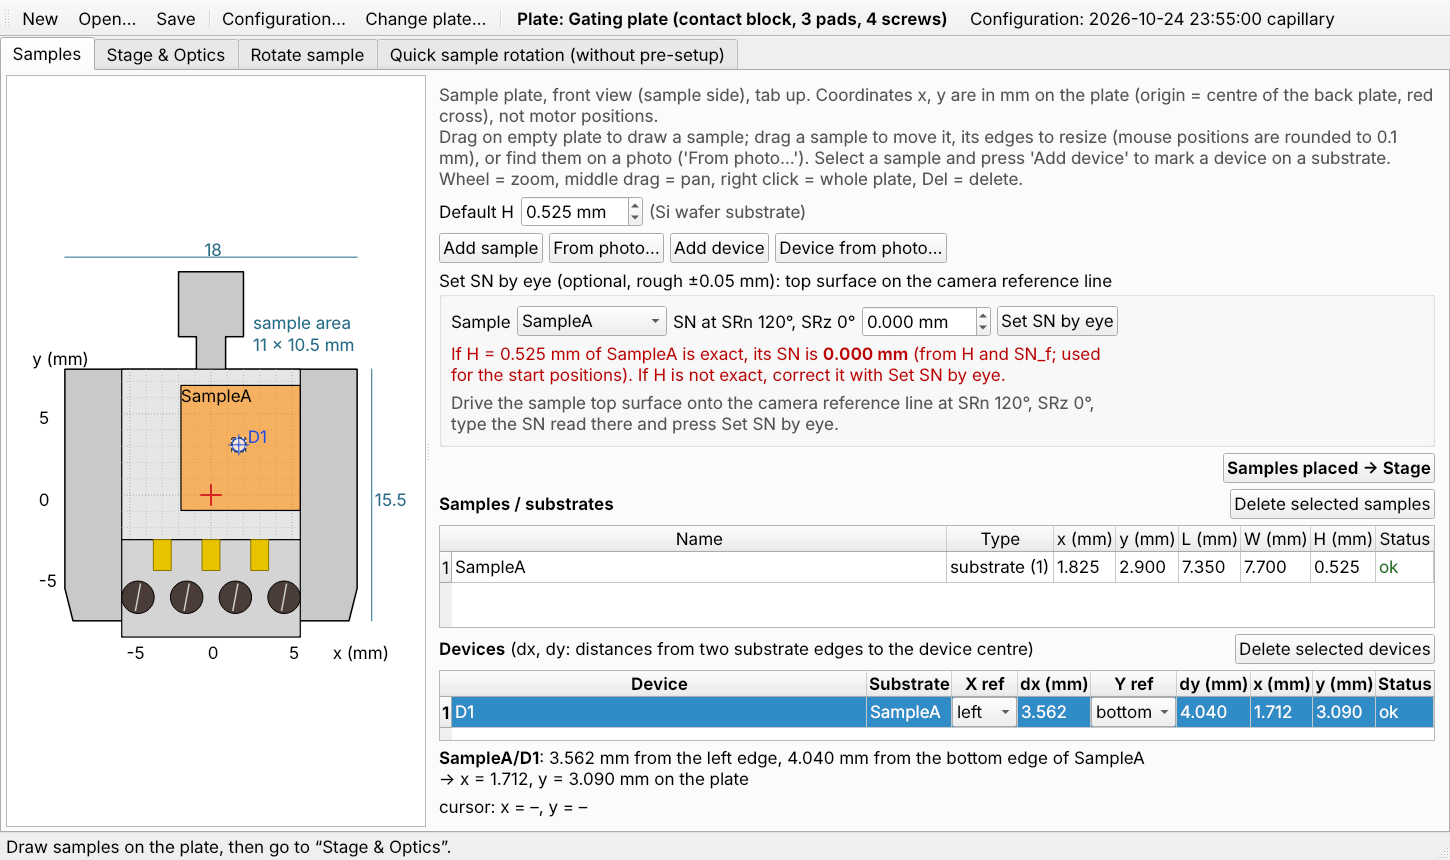 New Open... Save Configuration... Change plate... Plate: Gating plate (contact block, 3 pads, 4 screws) Configuration: 2026-10-24 23:55:00 capillary
Samples Stage & Optics Rotate sample Quick sample rotation (without pre-setup)
18
sample area
11 × 10.5 mm
y (mm)
SampleA
5
D1
0
15.5
-5
-5 0 5 x (mm)
Sample plate, front view (sample side), tab up. Coordinates x, y are in mm on the plate (origin = centre of the back plate, red
cross), not motor positions.
Drag on empty plate to draw a sample; drag a sample to move it, its edges to resize (mouse positions are rounded to 0.1
mm), or find them on a photo ('From photo...'). Select a sample and press 'Add device' to mark a device on a substrate.
Wheel = zoom, middle drag = pan, right click = whole plate, Del = delete.
Default H 0.525 mm (Si wafer substrate)
Add sample From photo... Add device Device from photo...
Set SN by eye (optional, rough ±0.05 mm): top surface on the camera reference line
Sample SampleA SN at SRn 120°, SRz 0° 0.000 mm Set SN by eye
If H = 0.525 mm of SampleA is exact, its SN is 0.000 mm (from H and SN_f; used
for the start positions). If H is not exact, correct it with Set SN by eye.
Drive the sample top surface onto the camera reference line at SRn 120°, SRz 0°,
type the SN read there and press Set SN by eye.
Samples placed → Stage
Samples / substrates Delete selected samples
Name Type x (mm) y (mm) L (mm) W (mm) H (mm) Status
1 SampleA substrate (1) 1.825 2.900 7.350 7.700 0.525 ok
Devices (dx, dy: distances from two substrate edges to the device centre) Delete selected devices
Device Substrate X ref dx (mm) Y ref dy (mm) x (mm) y (mm) Status
1 D1 SampleA left 3.562 bottom 4.040 1.712 3.090 ok
SampleA/D1: 3.562 mm from the left edge, 4.040 mm from the bottom edge of SampleA
→ x = 1.712, y = 3.090 mm on the plate
cursor: x = –, y = –
Draw samples on the plate, then go to “Stage & Optics”.